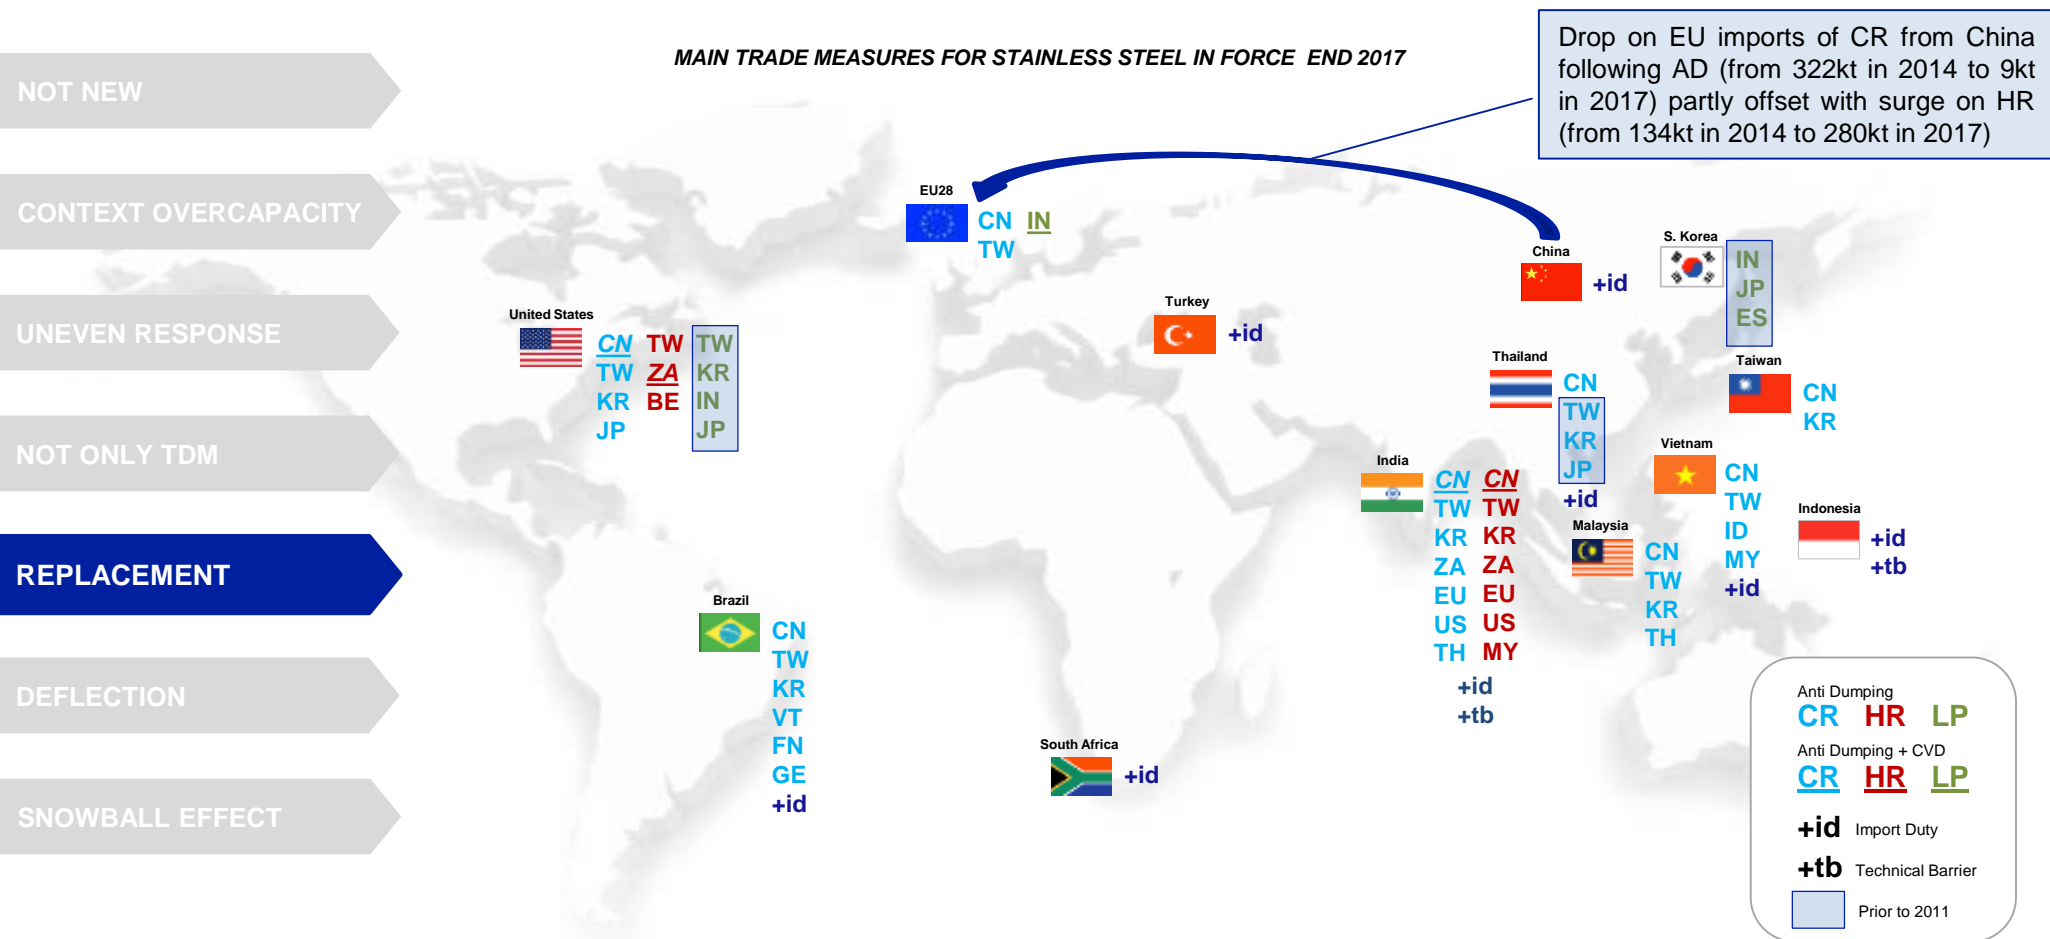 MAIN TRADE MEASURES FOR STAINLESS STEEL IN FORCE  END 2017
Drop on EU imports of CR from China
following AD (from 322kt in 2014 to 9kt
in 2017) partly offset with surge on HR
(from 134kt in 2014 to 280kt in 2017)
NOT NEW
CONTEXT OVERCAPACITY
UNEVEN RESPONSE
NOT ONLY TDM
REPLACEMENT
DEFLECTION
SNOWBALL EFFECT
EU28
CN IN
TW
United States
CN TW TW
TW ZA KR
KR BE IN
JP JP
Turkey
+id
China
+id
S. Korea
IN
JP
ES
Thailand
CN
TW
KR
JP
+id
Taiwan
CN
KR
India
CN CN
TW TW
KR KR
ZA ZA
EU EU
US US
TH MY
+id
+tb
Vietnam
CN
TW
ID
MY
+id
Malaysia
CN
TW
KR
TH
Indonesia
+id
+tb
Brazil
CN
TW
KR
VT
FN
GE
+id
South Africa
+id
Anti Dumping
CR HR LP
Anti Dumping + CVD
CR HR LP
+id Import Duty
+tb Technical Barrier
Prior to 2011